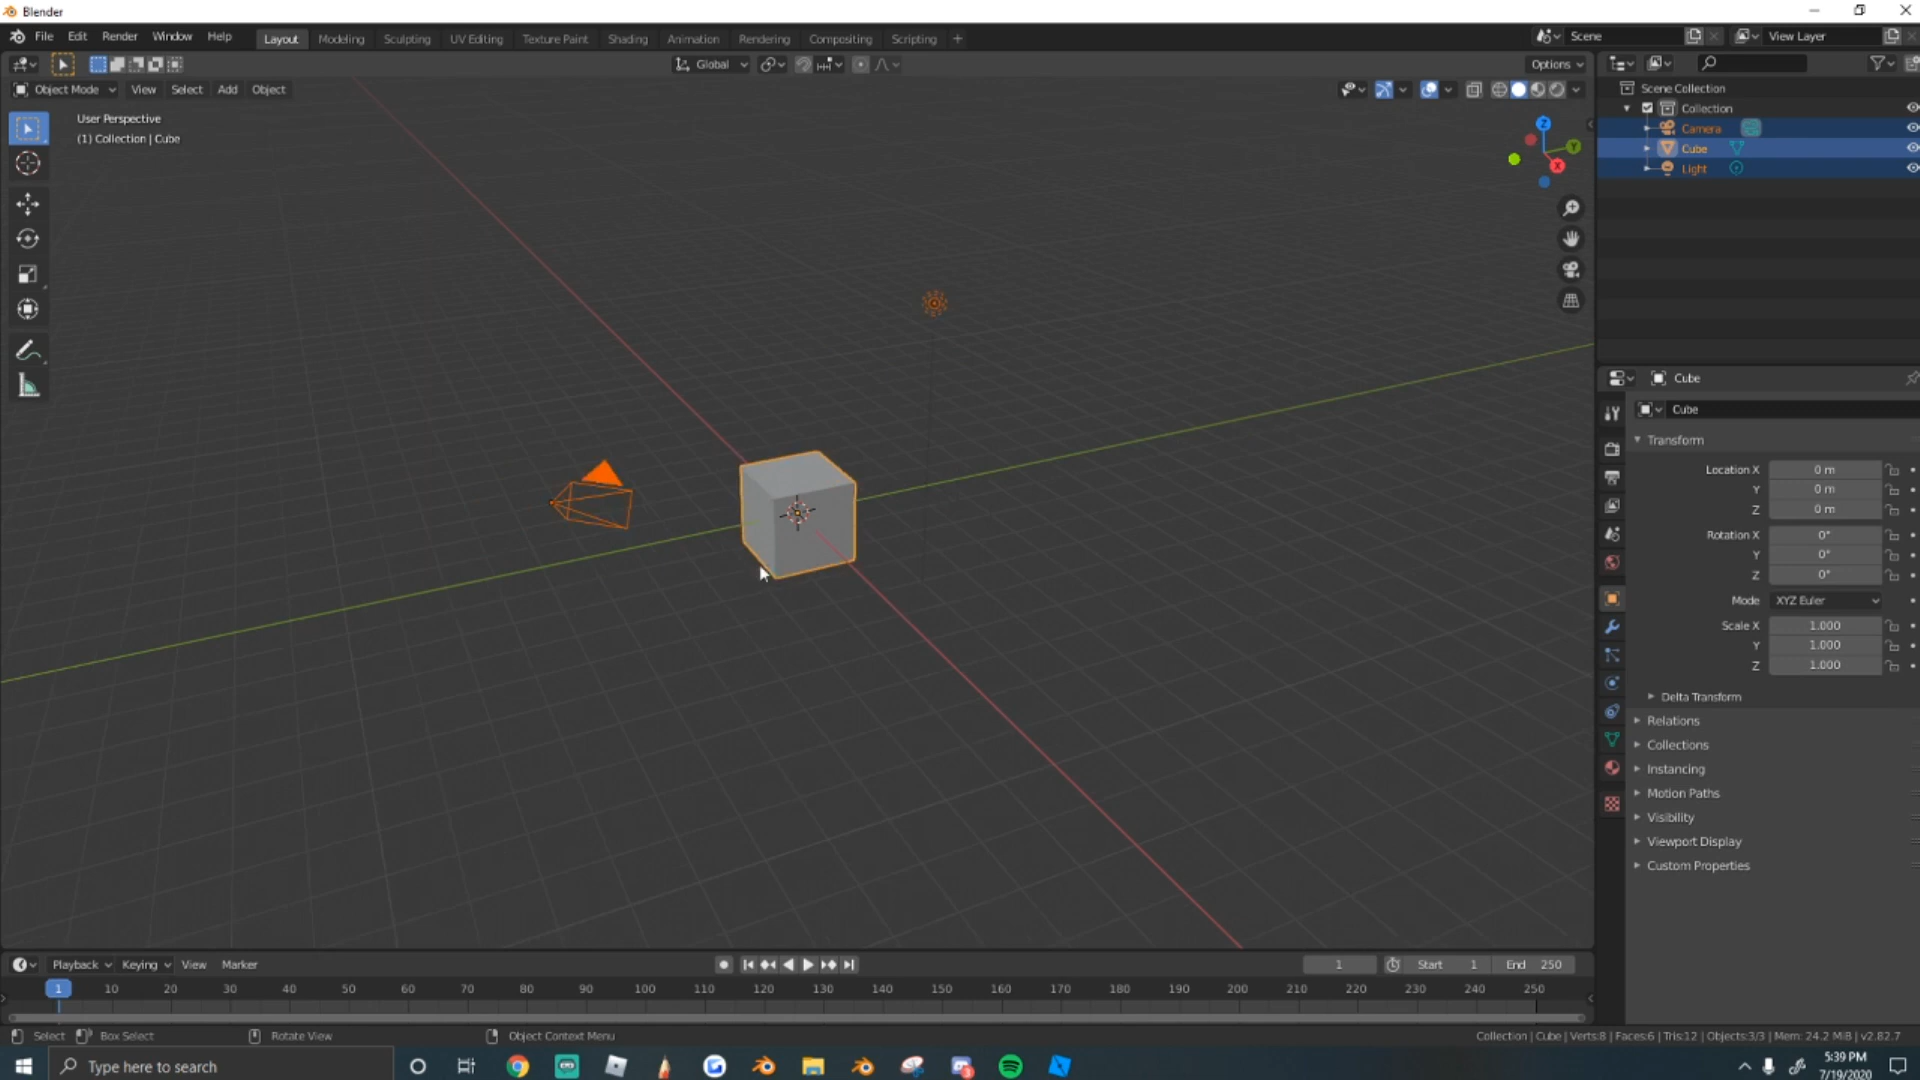 Blender
File Edit Render Window Help Layout Modeling Sculpting UV Editing Texture Paint Shading Animation Rendering Compositing Scripting + Scene View Layer
Global Options
Object Mode View Select Add Object
User Perspective
(1) Collection | Cube
Z
Y
X
Scene Collection
Collection
Camera
Cube
Light
Cube
Cube
Transform
Location X 0 m
Y 0 m
Z 0 m
Rotation X 0°
Y 0°
Z 0°
Mode XYZ Euler
Scale X 1.000
Y 1.000
Z 1.000
Delta Transform
Relations
Collections
Instancing
Motion Paths
Visibility
Viewport Display
Custom Properties
Playback Keying View Marker 1 Start 1 End 250
1 10 20 30 40 50 60 70 80 90 100 110 120 130 140 150 160 170 180 190 200 210 220 230 240 250
Select Box Select Rotate View Object Context Menu Collection | Cube | Verts:8 | Faces:6 | Tris:12 | Objects:3/3 | Mem: 24.2 MiB | v2.82.7
Type here to search 5:39 PM
7/19/2020